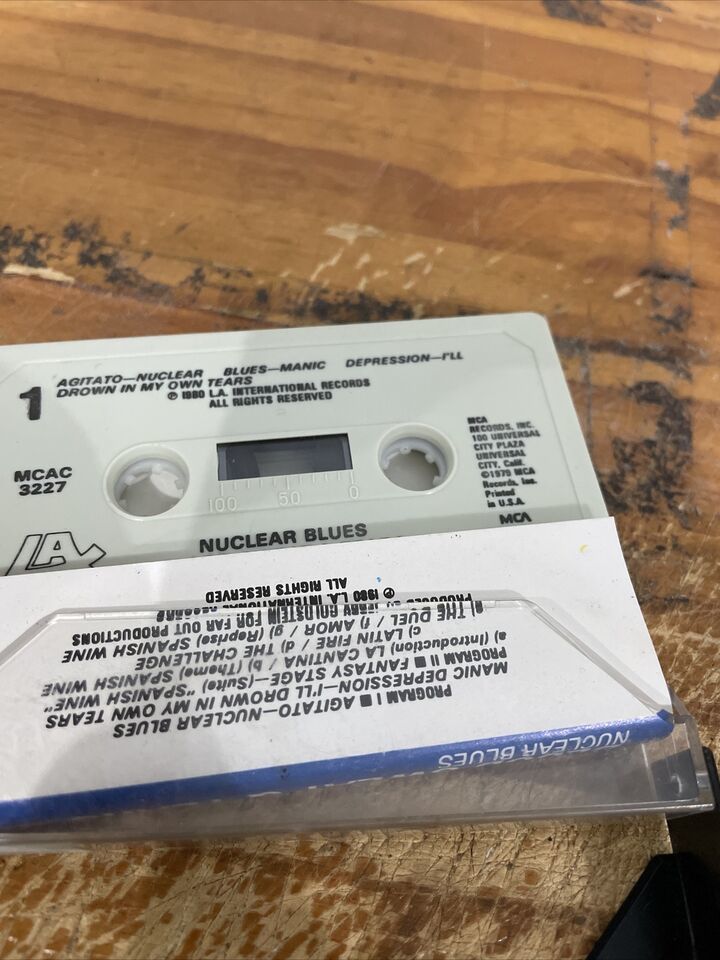 AGITATO—NUCLEAR BLUES—MANIC DEPRESSION—I'LL
DROWN IN MY OWN TEARS
℗ 1980 L.A. INTERNATIONAL RECORDS
ALL RIGHTS RESERVED
1
MCAC
3227
MCA
RECORDS, INC.
100 UNIVERSAL
CITY PLAZA
UNIVERSAL
CITY, Calif.
©1979 MCA
Records, Inc.
Printed
in U.S.A.
MCA
100 50 0
LA
NUCLEAR BLUES
NUCLEAR BLUES
PROGRAM I ■ AGITATO—NUCLEAR BLUES
MANIC DEPRESSION—I'LL DROWN IN MY OWN TEARS
PROGRAM II ■ FANTASY STAGE—(Suite) "SPANISH WINE"
a/ (Introduction) LA CANTINA / b/ (Theme) SPANISH WINE
c/ LATIN FIRE / d/ THE CHALLENGE
e/ THE DUEL / f/ AMOR / g/ (Reprise) SPANISH WINE
PRODUCED BY JERRY GOLDSTEIN FOR FAR OUT PRODUCTIONS
℗ 1980 L.A. INTERNATIONAL RECORDS
ALL RIGHTS RESERVED